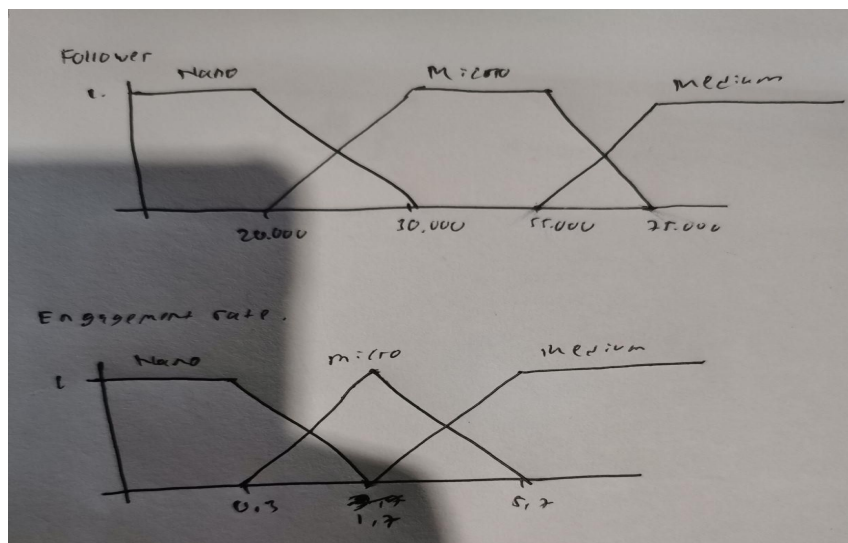 Follower
Nano Micro Medium
1.
20.000 30.000 55.000 75.000
Engagement rate.
Nano micro medium
1
0,3 1,7 5,7